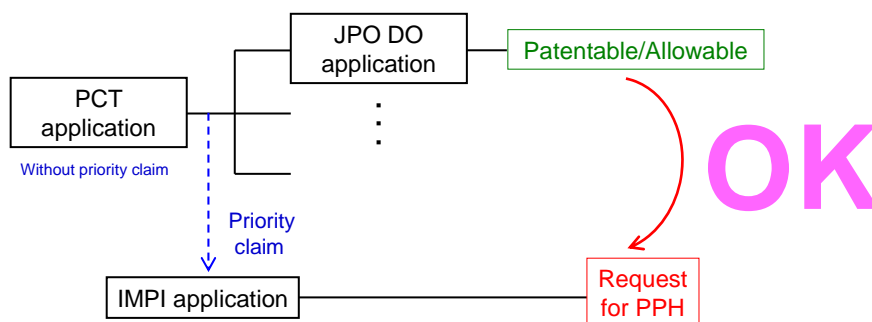 JPO DO
application
Patentable/Allowable
PCT
application
Without priority claim
OK
Priority
claim
IMPI application
Request
for PPH